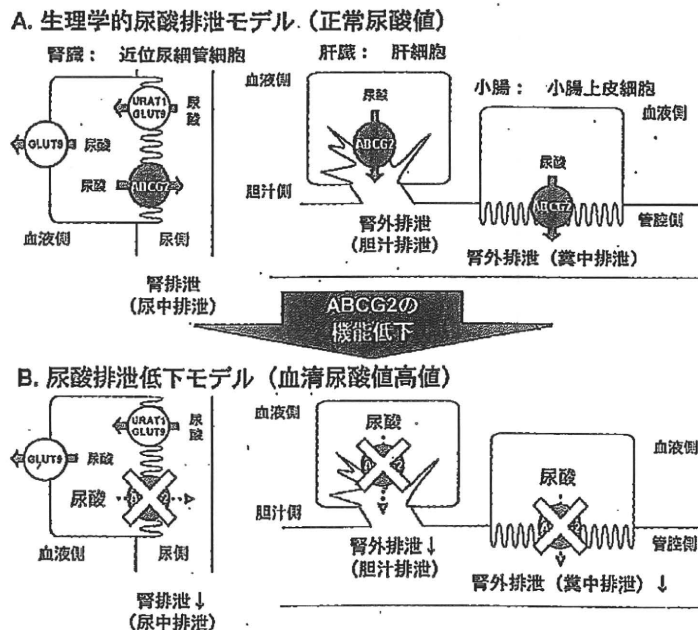 A. 生理学的尿酸排泄モデル（正常尿酸値）
腎臓： 近位尿細管細胞
肝臓： 肝細胞
小腸： 小腸上皮細胞
血液側
血液側
尿酸
URAT1
GLUT9
尿酸
GLUT9
尿酸
ABCG2
尿酸
ABCG2
尿酸
ABCG2
胆汁側
管腔側
血液側
尿側
腎外排泄
(胆汁排泄)
腎外排泄（糞中排泄）
腎排泄
(尿中排泄)
ABCG2の
機能低下
B. 尿酸排泄低下モデル（血清尿酸値高値）
血液側
尿酸
URAT1
GLUT9
尿酸
GLUT9
尿酸
尿酸
血液側
尿酸
胆汁側
管腔側
血液側
尿側
腎外排泄↓
(胆汁排泄)
腎外排泄（糞中排泄）↓
腎排泄↓
(尿中排泄)